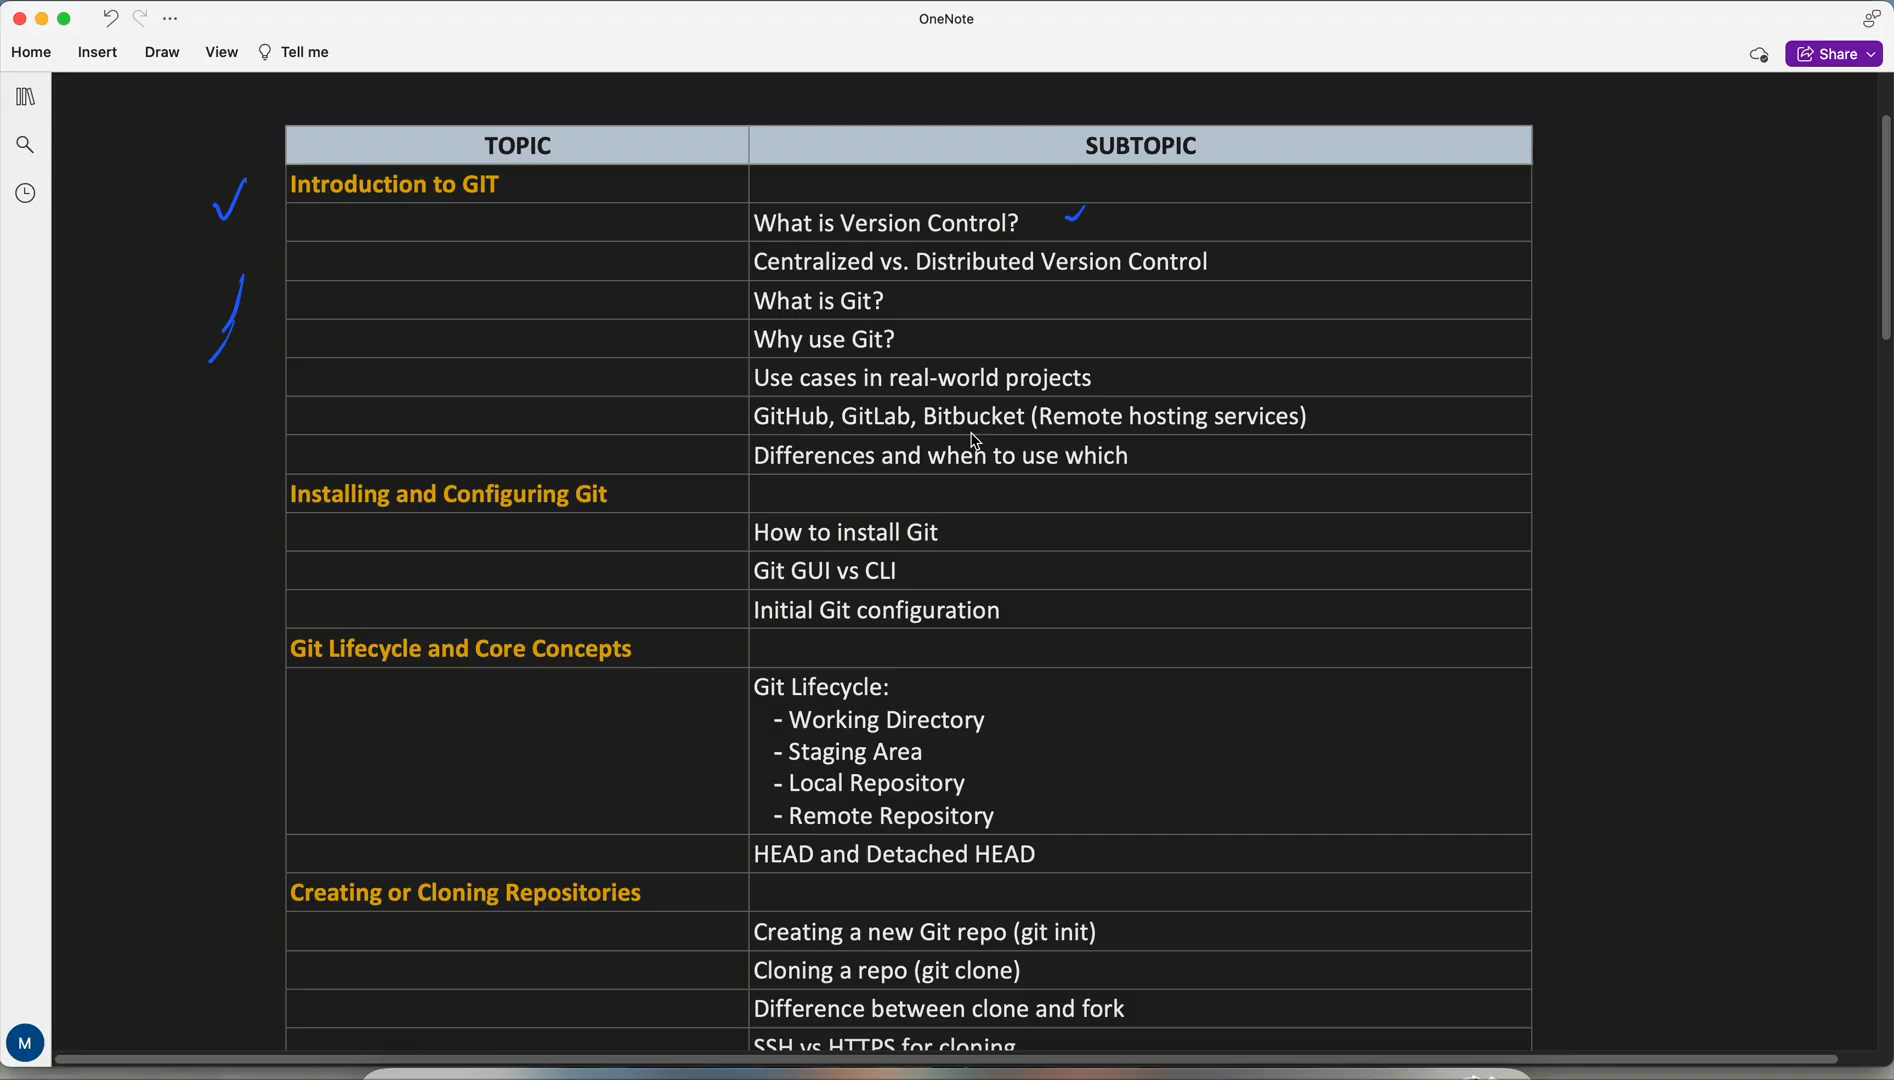 OneNote
Home Insert Draw View Tell me
Share
TOPIC SUBTOPIC
Introduction to GIT
What is Version Control?
Centralized vs. Distributed Version Control
What is Git?
Why use Git?
Use cases in real-world projects
GitHub, GitLab, Bitbucket (Remote hosting services)
Differences and when to use which
Installing and Configuring Git
How to install Git
Git GUI vs CLI
Initial Git configuration
Git Lifecycle and Core Concepts
Git Lifecycle:
- Working Directory
- Staging Area
- Local Repository
- Remote Repository
HEAD and Detached HEAD
Creating or Cloning Repositories
Creating a new Git repo (git init)
Cloning a repo (git clone)
Difference between clone and fork
SSH vs HTTPS for cloning
M